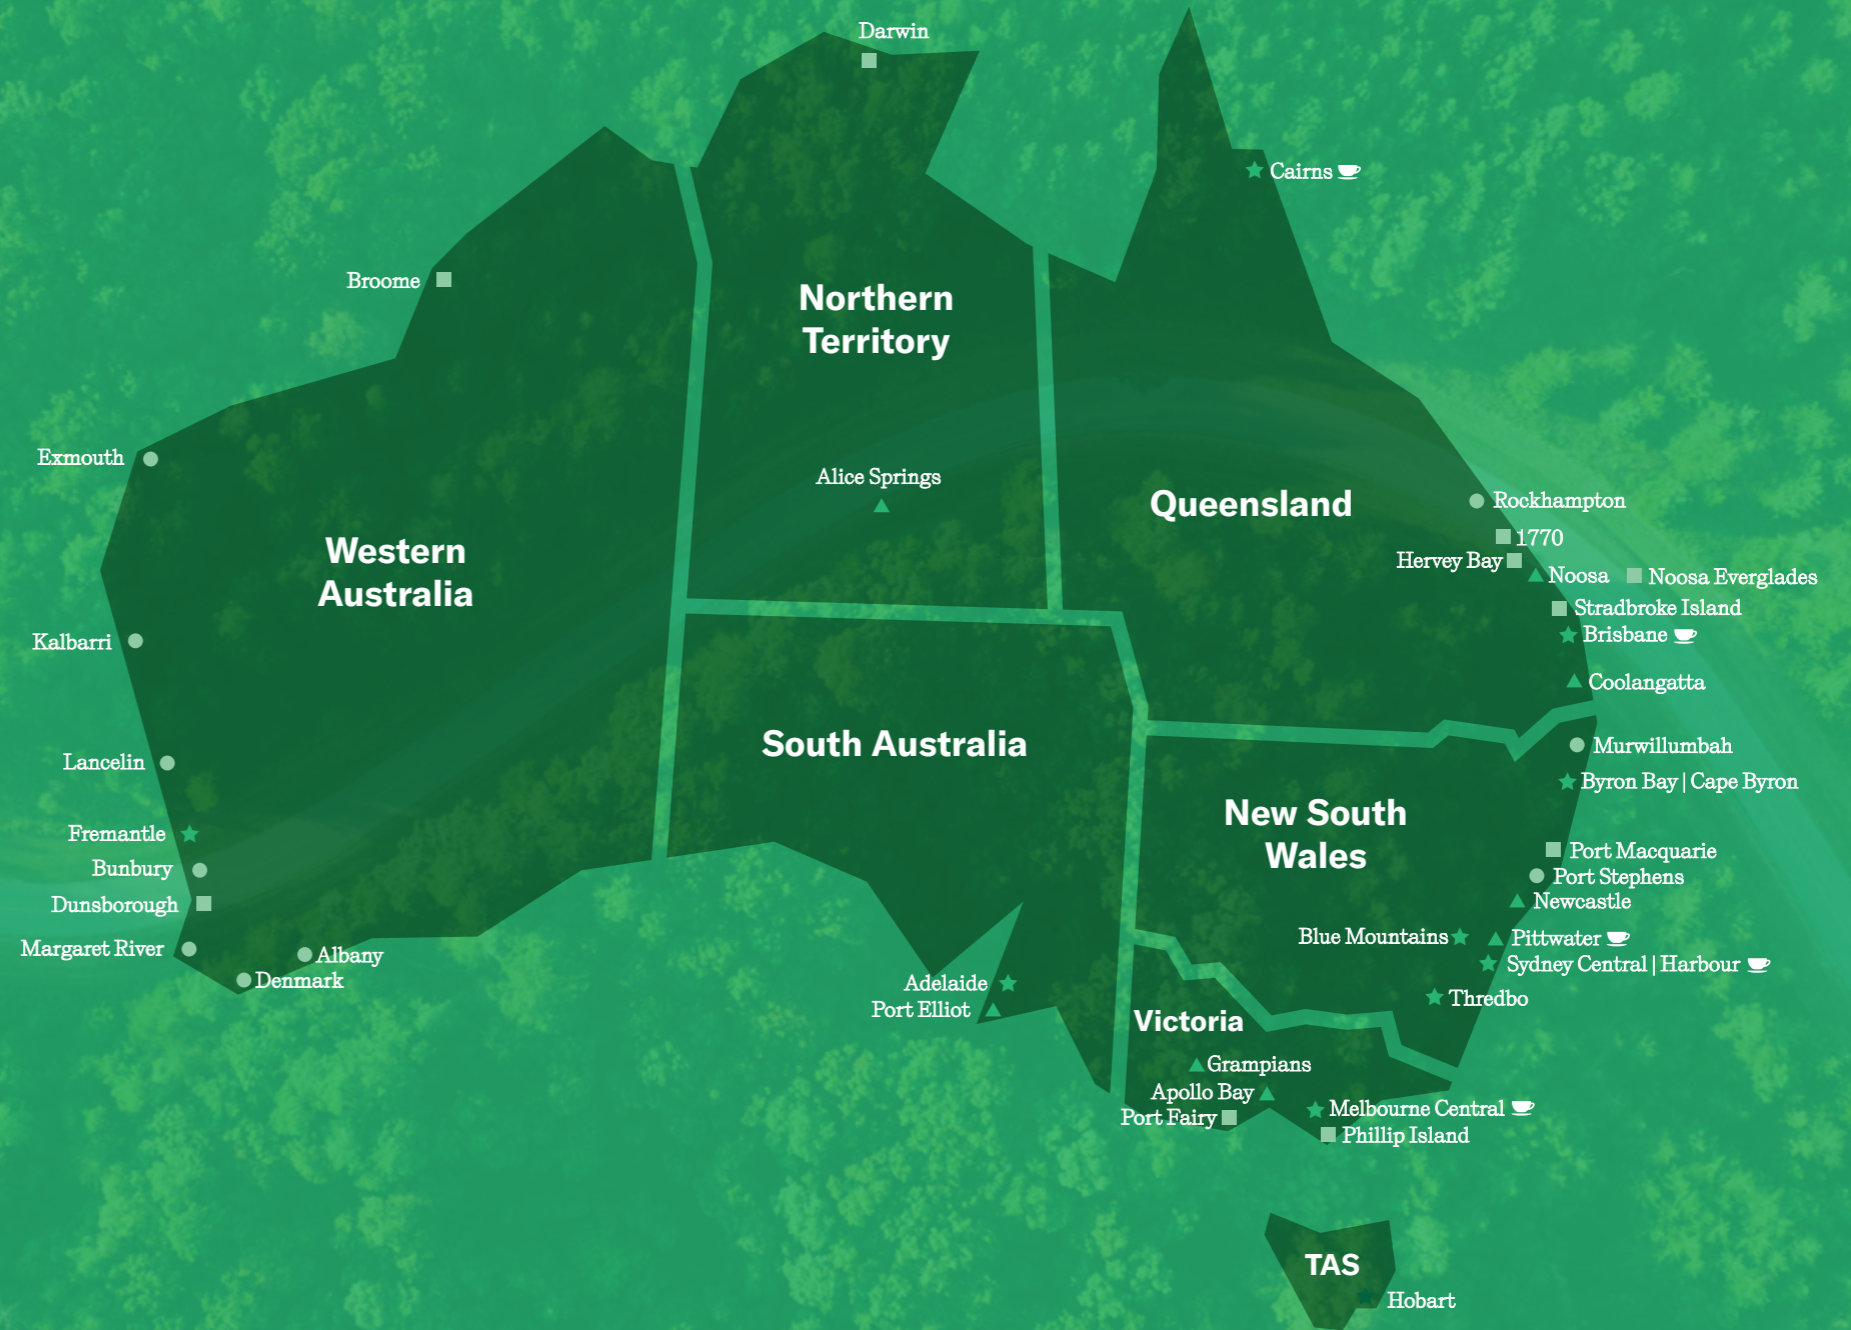 Darwin
Cairns
Broome
Northern
Territory
Exmouth
Alice Springs
Queensland
Rockhampton
1770
Western
Australia
Hervey Bay
Noosa
Noosa Everglades
Stradbroke Island
Brisbane
Kalbarri
Coolangatta
South Australia
Murwillumbah
Lancelin
Byron Bay | Cape Byron
New South
Wales
Fremantle
Port Macquarie
Bunbury
Port Stephens
Dunsborough
Newcastle
Blue Mountains
Pittwater
Margaret River
Albany
Sydney Central | Harbour
Denmark
Adelaide
Thredbo
Port Elliot
Victoria
Grampians
Apollo Bay
Melbourne Central
Port Fairy
Phillip Island
TAS
Hobart